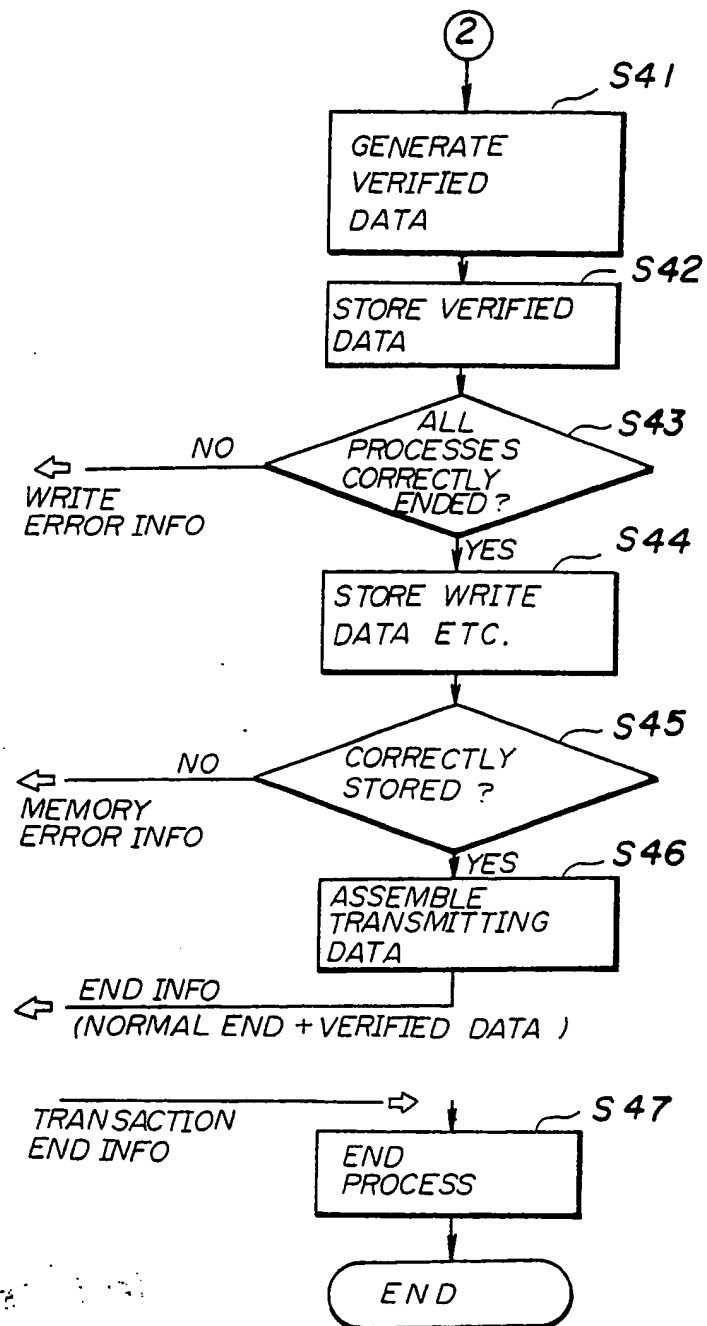 2
S41
GENERATE
VERIFIED
DATA
S42
STORE VERIFIED
DATA
S43
ALL
PROCESSES
CORRECTLY
ENDED?
NO
WRITE
ERROR INFO
YES
S44
STORE WRITE
DATA ETC.
S45
CORRECTLY
STORED ?
NO
MEMORY
ERROR INFO
YES
S46
ASSEMBLE
TRANSMITTING
DATA
END INFO
(NORMAL END + VERIFIED DATA )
TRANSACTION
END INFO
S47
END
PROCESS
END